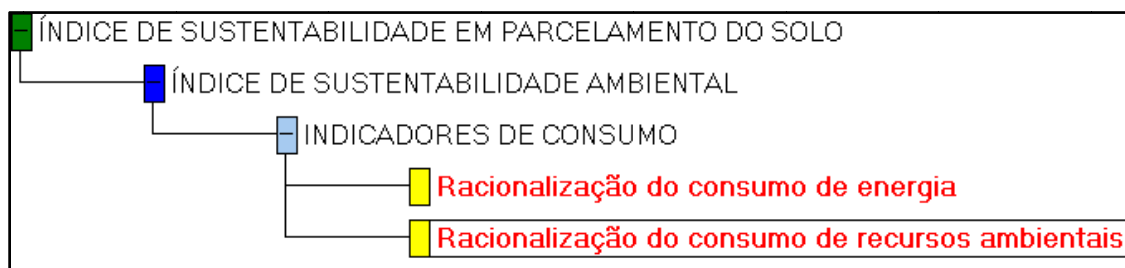 ÍNDICE DE SUSTENTABILIDADE EM PARCELAMENTO DO SOLO
ÍNDICE DE SUSTENTABILIDADE AMBIENTAL
INDICADORES DE CONSUMO
Racionalização do consumo de energia
Racionalização do consumo de recursos ambientais